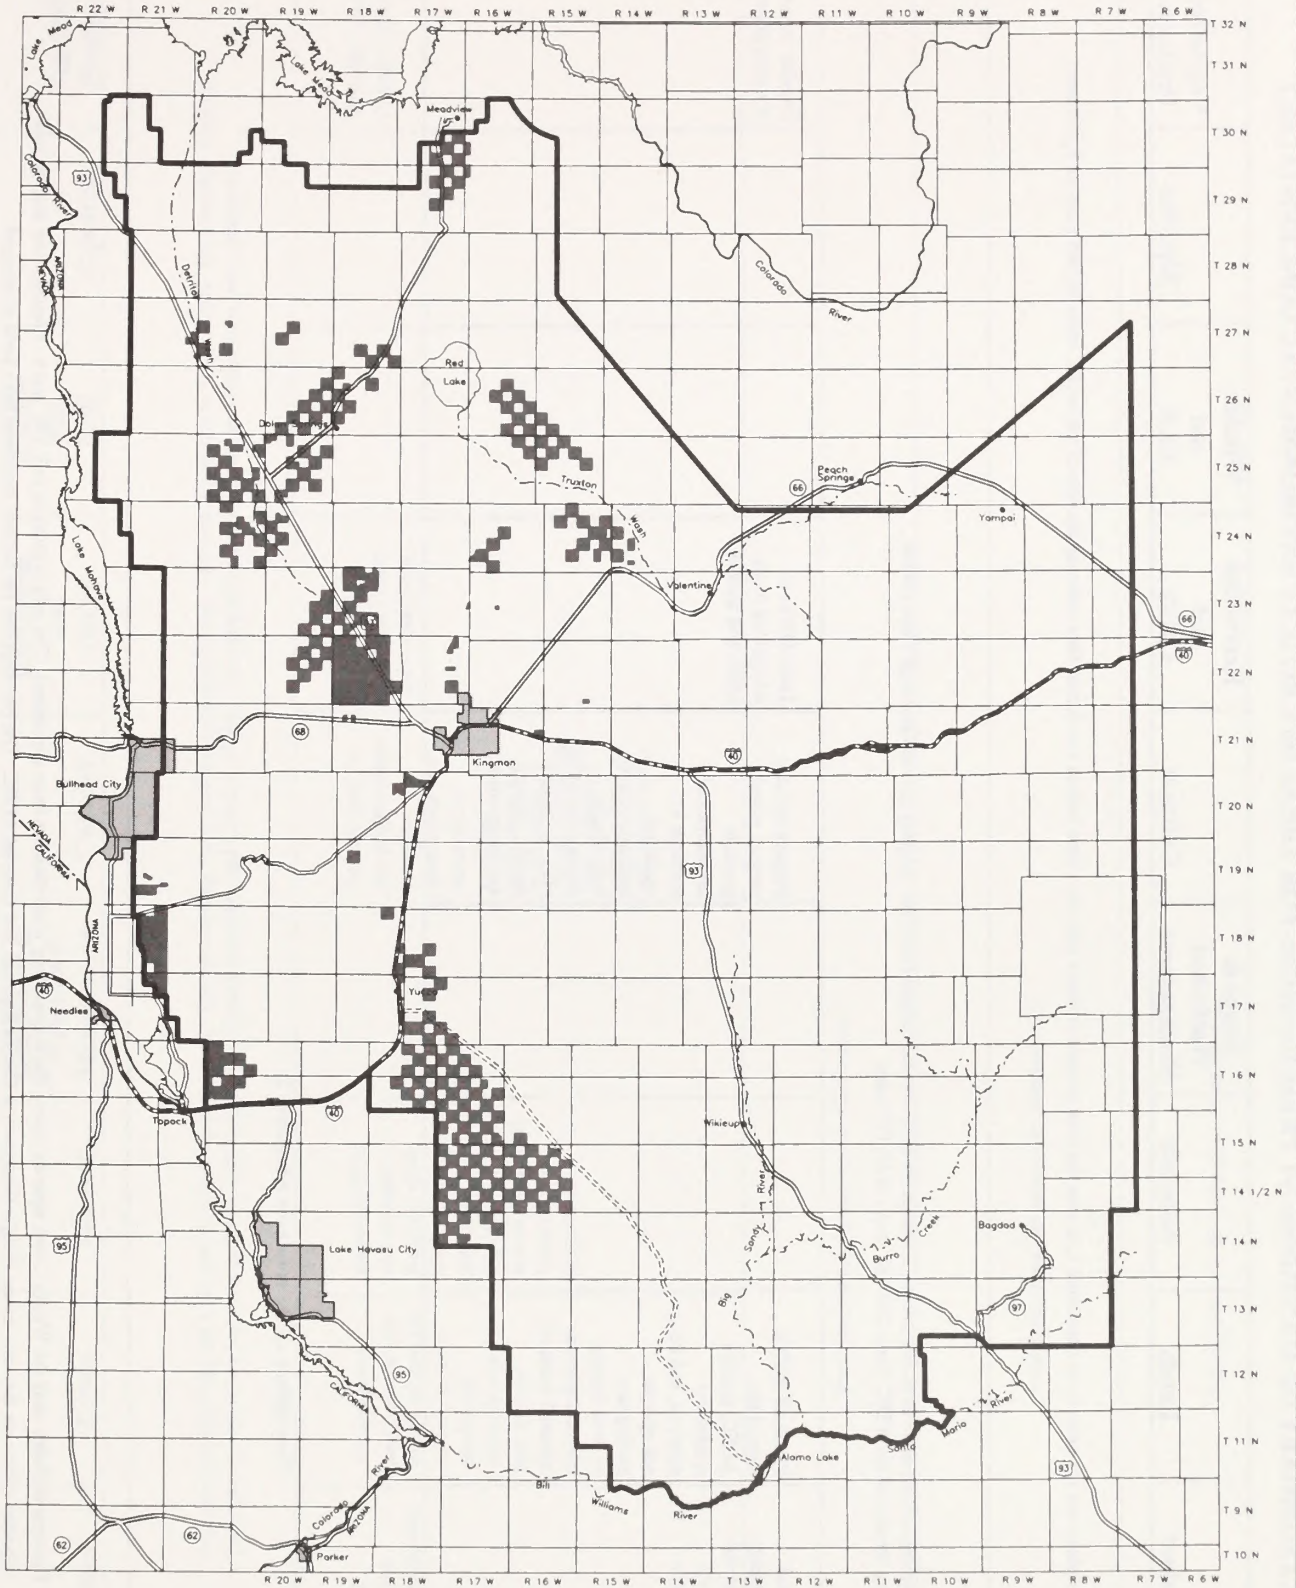 R 22 W R 21 W R 20 W R 19 W R 18 W R 17 W R 16 W R 15 W R 14 W R 13 W R 12 W R 11 W R 10 W R 9 W R 8 W R 7 W R 6 W
T 32 N
Lake Mead
T 31 N
Lake Mead
Meadview
T 30 N
93
Colorado River
T 29 N
ARIZONA
NEVADA
Detrital
Wash
Colorado
River
T 28 N
T 27 N
Red
Lake
T 26 N
Dolan Springs
Peach
Springs
T 25 N
66
Truxton
Wash
Yampai
T 24 N
Lake Mohave
Valentine
T 23 N
66
40
T 22 N
68
T 21 N
40
Kingman
Bullhead City
T 20 N
NEVADA
CALIFORNIA
93
T 19 N
ARIZONA
T 18 N
40
Yucca
Needles
T 17 N
T 16 N
40
Topock
Wikieup
T 15 N
T 14 1/2 N
River
Sandy
Big
Creek
Burro
Bagdad
95
Lake Havasu City
T 14 N
97
T 13 N
95
T 12 N
CALIFORNIA
River
Maria
Santa
Alamo Lake
T 11 N
93
Bill
Williams
River
T 9 N
River
Colorado
ARIZONA
62
62
Parker
T 10 N
R 20 W R 19 W R 18 W R 17 W R 16 W R 15 W T 13 W R 12 W R 11 W R 10 W R 9 W R 8 W R 7 W R 6 W